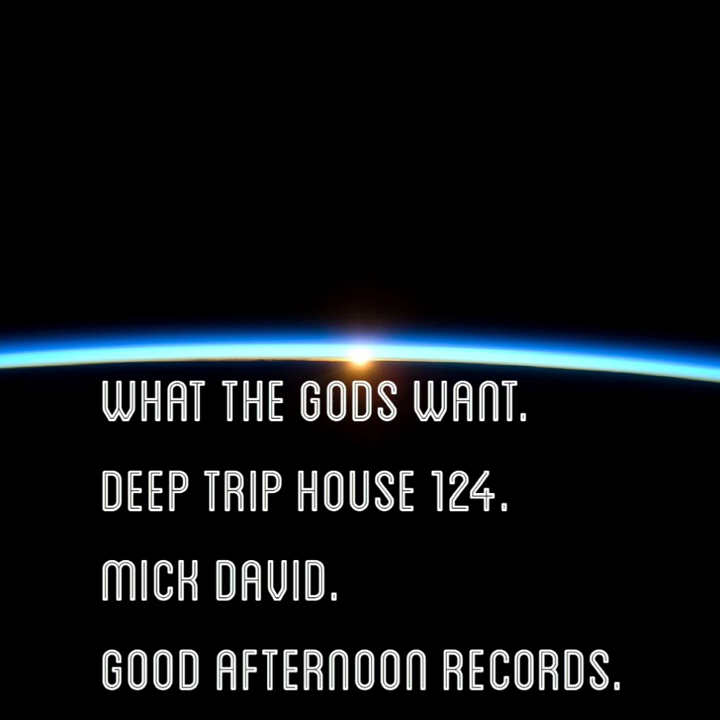 WHAT THE GODS WANT.
DEEP TRIP HOUSE 124.
MICK DAVID.
GOOD AFTERNOON RECORDS.